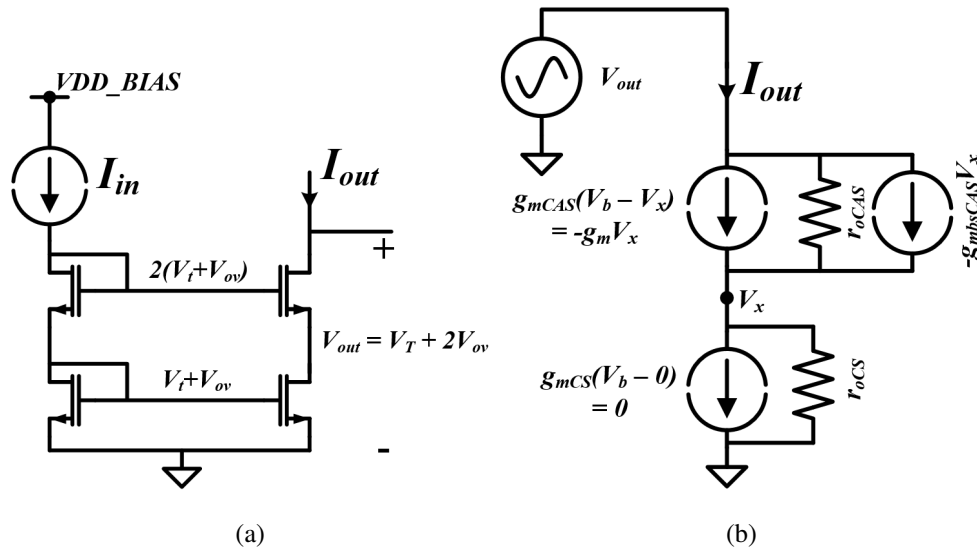 VDD_BIAS
I_in
I_out
2(V_t+V_ov)
+
V_out = V_T + 2V_ov
V_t+V_ov
-
(a)
V_out
I_out
g_mCAS(V_b – V_x)
= -g_mV_x
r_oCAS
-g_mbsCASV_x
V_x
g_mCS(V_b – 0)
= 0
r_oCS
(b)